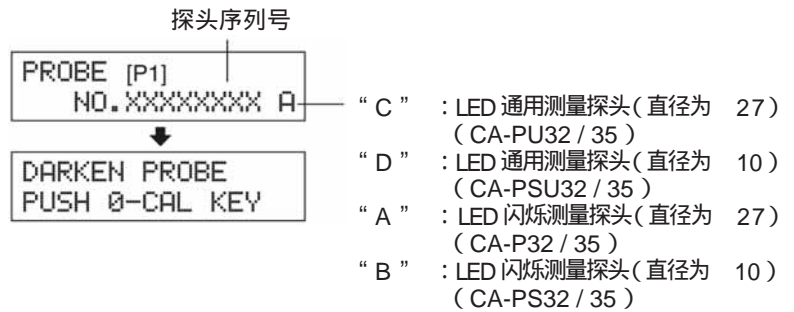 探头序列号
PROBE [P1]
NO.XXXXXXXX A
DARKEN PROBE
PUSH 0-CAL KEY
“ C ” : LED 通用测量探头(直径为 27)
( CA-PU32 / 35 )
“ D ” : LED 通用测量探头(直径为 10)
( CA-PSU32 / 35 )
“ A ” : LED 闪烁测量探头(直径为 27)
( CA-P32 / 35 )
“ B ” : LED 闪烁测量探头(直径为 10)
( CA-PS32 / 35 )